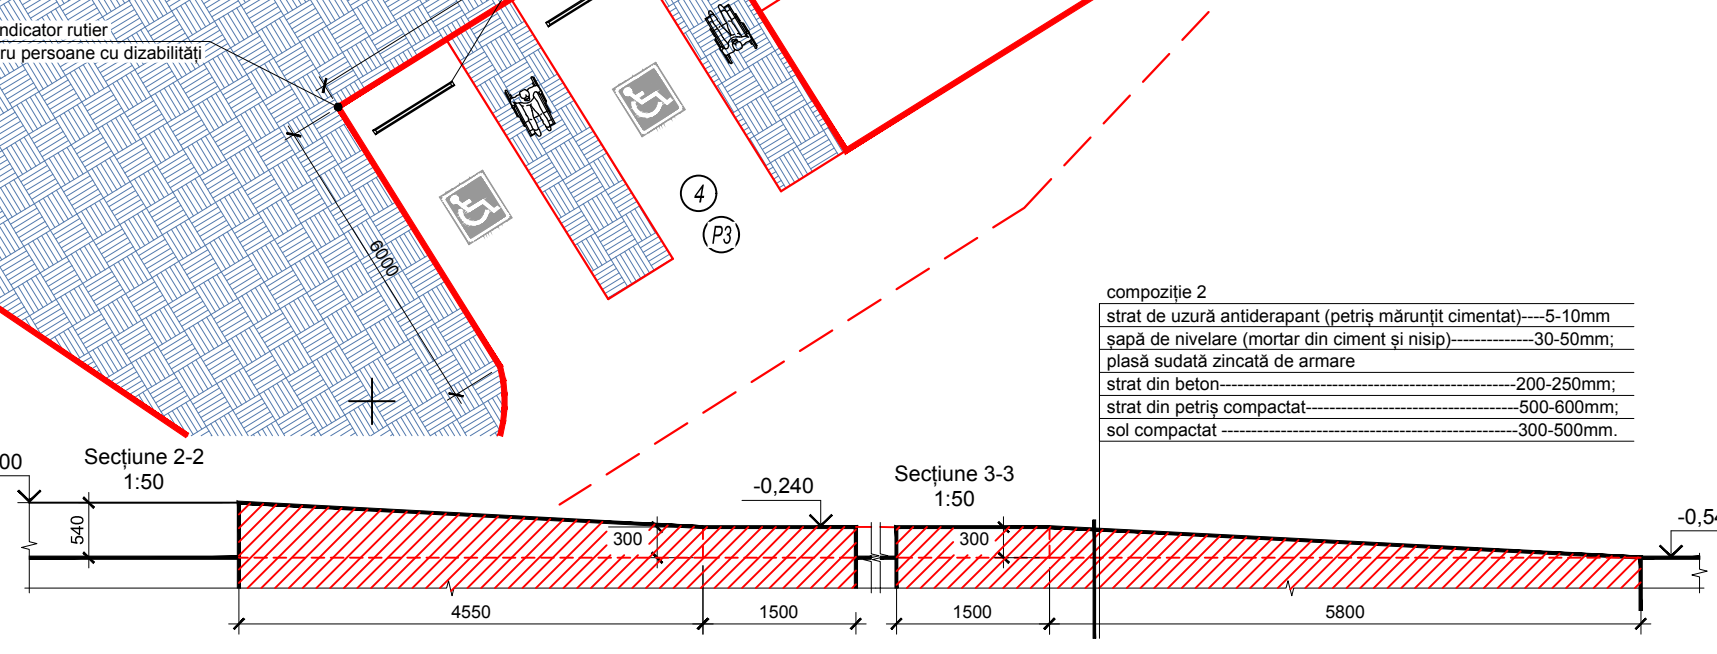 ndicator rutier
ru persoane cu dizabilități
6000
4
P3
compoziție 2
strat de uzură antiderapant (petriș mărunțit cimentat)----5-10mm
șapă de nivelare (mortar din ciment și nisip)--------------30-50mm;
plasă sudată zincată de armare
strat din beton--------------------------------------------------200-250mm;
strat din petriș compactat------------------------------------500-600mm;
sol compactat --------------------------------------------------300-500mm.
00
Secțiune 2-2
1:50
-0,240
Secțiune 3-3
1:50
-0,54
540
300
300
4550
1500
1500
5800